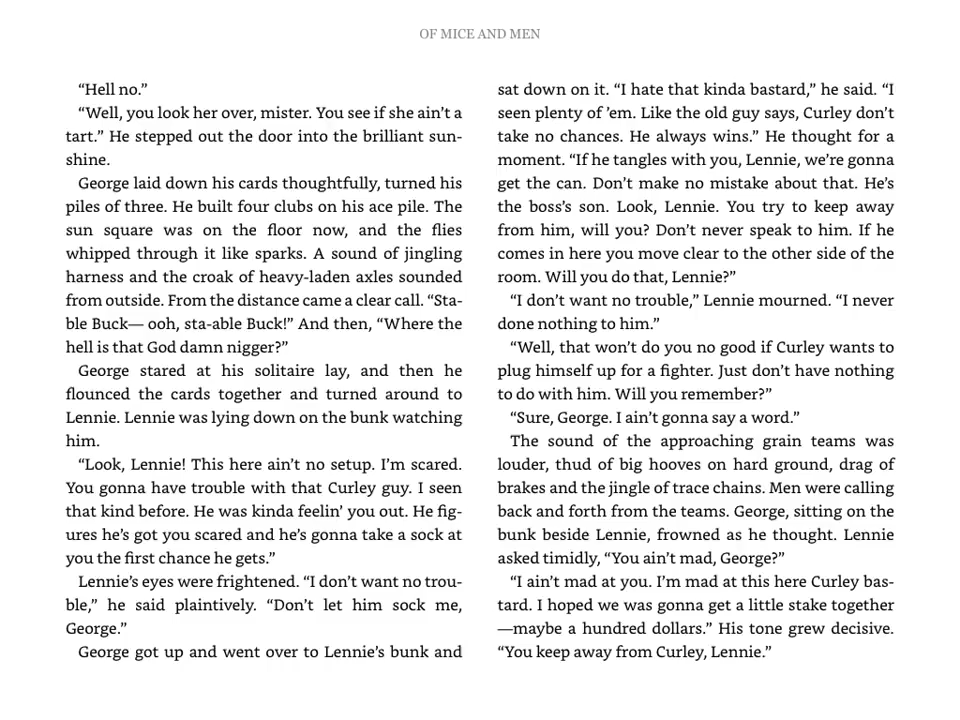 OF MICE AND MEN
“Hell no.”
“Well, you look her over, mister. You see if she ain’t a
tart.” He stepped out the door into the brilliant sun-
shine.
George laid down his cards thoughtfully, turned his
piles of three. He built four clubs on his ace pile. The
sun square was on the floor now, and the flies
whipped through it like sparks. A sound of jingling
harness and the croak of heavy-laden axles sounded
from outside. From the distance came a clear call. “Sta-
ble Buck— ooh, sta-able Buck!” And then, “Where the
hell is that God damn nigger?”
George stared at his solitaire lay, and then he
flounced the cards together and turned around to
Lennie. Lennie was lying down on the bunk watching
him.
“Look, Lennie! This here ain’t no setup. I’m scared.
You gonna have trouble with that Curley guy. I seen
that kind before. He was kinda feelin’ you out. He fig-
ures he’s got you scared and he’s gonna take a sock at
you the first chance he gets.”
Lennie’s eyes were frightened. “I don’t want no trou-
ble,” he said plaintively. “Don’t let him sock me,
George.”
George got up and went over to Lennie’s bunk and
sat down on it. “I hate that kinda bastard,” he said. “I
seen plenty of ’em. Like the old guy says, Curley don’t
take no chances. He always wins.” He thought for a
moment. “If he tangles with you, Lennie, we’re gonna
get the can. Don’t make no mistake about that. He’s
the boss’s son. Look, Lennie. You try to keep away
from him, will you? Don’t never speak to him. If he
comes in here you move clear to the other side of the
room. Will you do that, Lennie?”
“I don’t want no trouble,” Lennie mourned. “I never
done nothing to him.”
“Well, that won’t do you no good if Curley wants to
plug himself up for a fighter. Just don’t have nothing
to do with him. Will you remember?”
“Sure, George. I ain’t gonna say a word.”
The sound of the approaching grain teams was
louder, thud of big hooves on hard ground, drag of
brakes and the jingle of trace chains. Men were calling
back and forth from the teams. George, sitting on the
bunk beside Lennie, frowned as he thought. Lennie
asked timidly, “You ain’t mad, George?”
“I ain’t mad at you. I’m mad at this here Curley bas-
tard. I hoped we was gonna get a little stake together
—maybe a hundred dollars.” His tone grew decisive.
“You keep away from Curley, Lennie.”